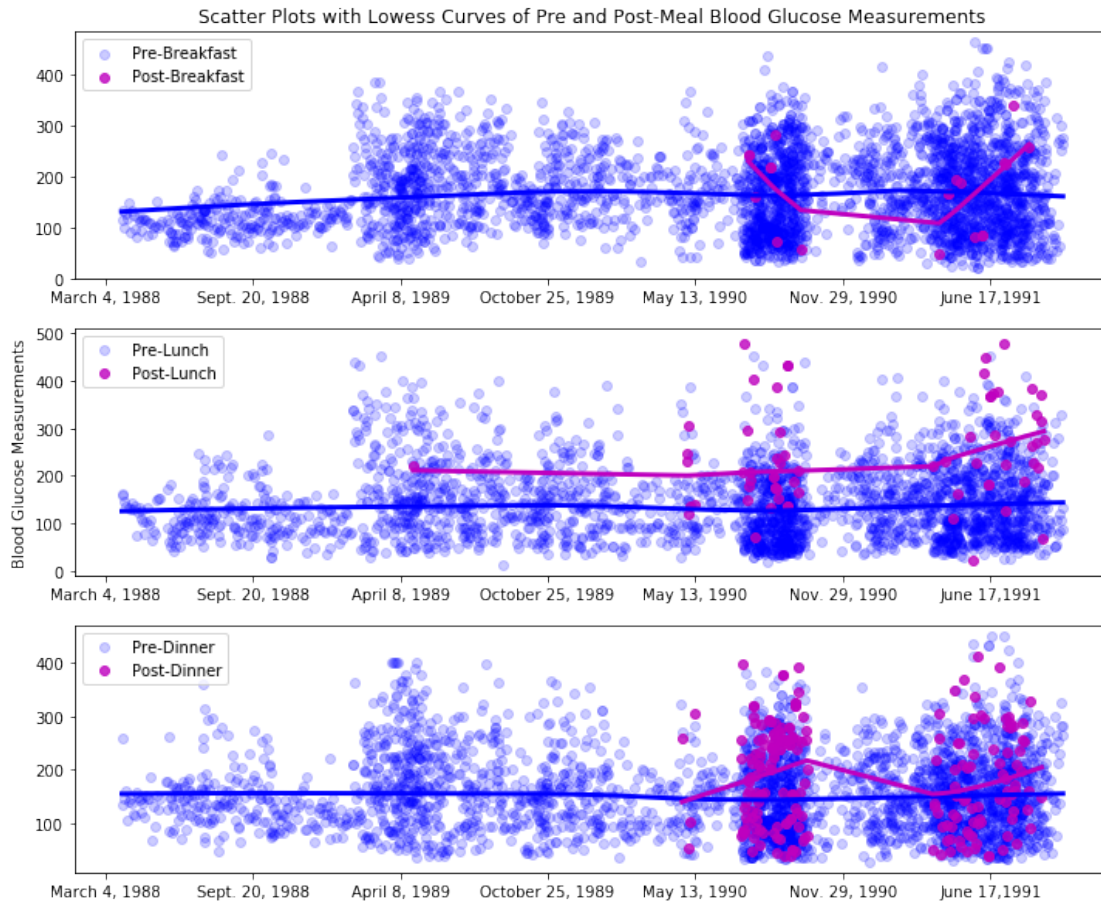 Scatter Plots with Lowess Curves of Pre and Post-Meal Blood Glucose Measurements
Pre-Breakfast
Post-Breakfast
400
300
200
100
0
March 4, 1988 Sept. 20, 1988 April 8, 1989 October 25, 1989 May 13, 1990 Nov. 29, 1990 June 17,1991
Blood Glucose Measurements
Pre-Lunch
Post-Lunch
500
400
300
200
100
0
March 4, 1988 Sept. 20, 1988 April 8, 1989 October 25, 1989 May 13, 1990 Nov. 29, 1990 June 17,1991
Pre-Dinner
Post-Dinner
400
300
200
100
March 4, 1988 Sept. 20, 1988 April 8, 1989 October 25, 1989 May 13, 1990 Nov. 29, 1990 June 17,1991